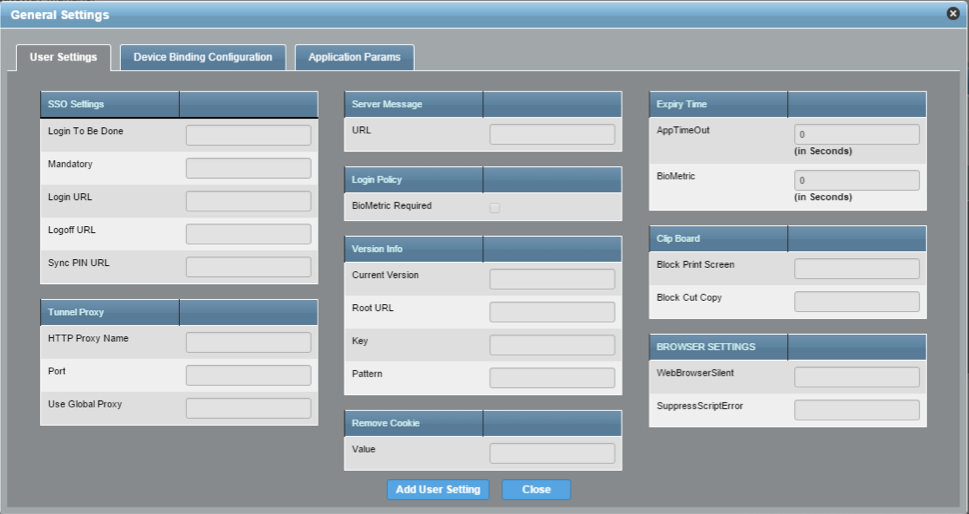 General Settings
User Settings
Device Binding Configuration
Application Params
SSO Settings
Login To Be Done
Mandatory
Login URL
Logoff URL
Sync PIN URL
Tunnel Proxy
HTTP Proxy Name
Port
Use Global Proxy
Server Message
URL
Login Policy
BioMetric Required
Version Info
Current Version
Root URL
Key
Pattern
Remove Cookie
Value
Expiry Time
AppTimeOut
0
(in Seconds)
BioMetric
0
(in Seconds)
Clip Board
Block Print Screen
Block Cut Copy
BROWSER SETTINGS
WebBrowserSilent
SuppressScriptError
Add User Setting
Close